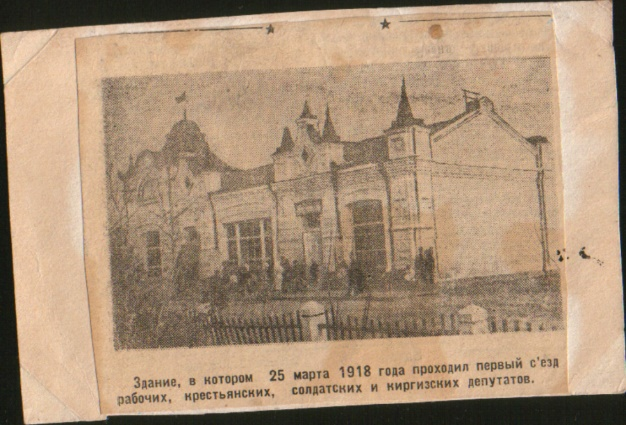 Здание, в котором 25 марта 1918 года проходил первый с'езд
рабочих, крестьянских, солдатских и киргизских депутатов.